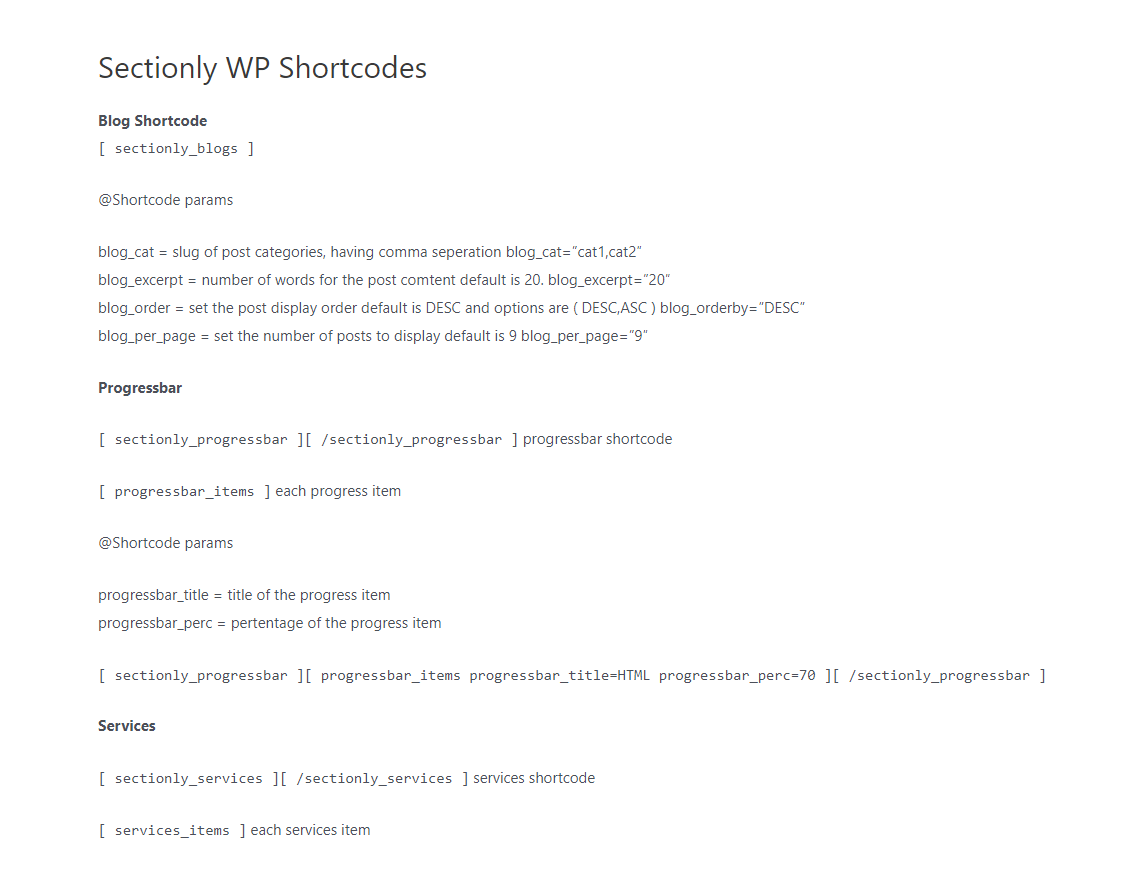 Sectionly WP Shortcodes
Blog Shortcode
[ sectionly_blogs ]
@Shortcode params
blog_cat = slug of post categories, having comma seperation blog_cat=”cat1,cat2″
blog_excerpt = number of words for the post comtent default is 20. blog_excerpt=”20″
blog_order = set the post display order default is DESC and options are ( DESC,ASC ) blog_orderby=”DESC”
blog_per_page = set the number of posts to display default is 9 blog_per_page=”9″
Progressbar
[ sectionly_progressbar ][ /sectionly_progressbar ] progressbar shortcode
[ progressbar_items ] each progress item
@Shortcode params
progressbar_title = title of the progress item
progressbar_perc = pertentage of the progress item
[ sectionly_progressbar ][ progressbar_items progressbar_title=HTML progressbar_perc=70 ][ /sectionly_progressbar ]
Services
[ sectionly_services ][ /sectionly_services ] services shortcode
[ services_items ] each services item